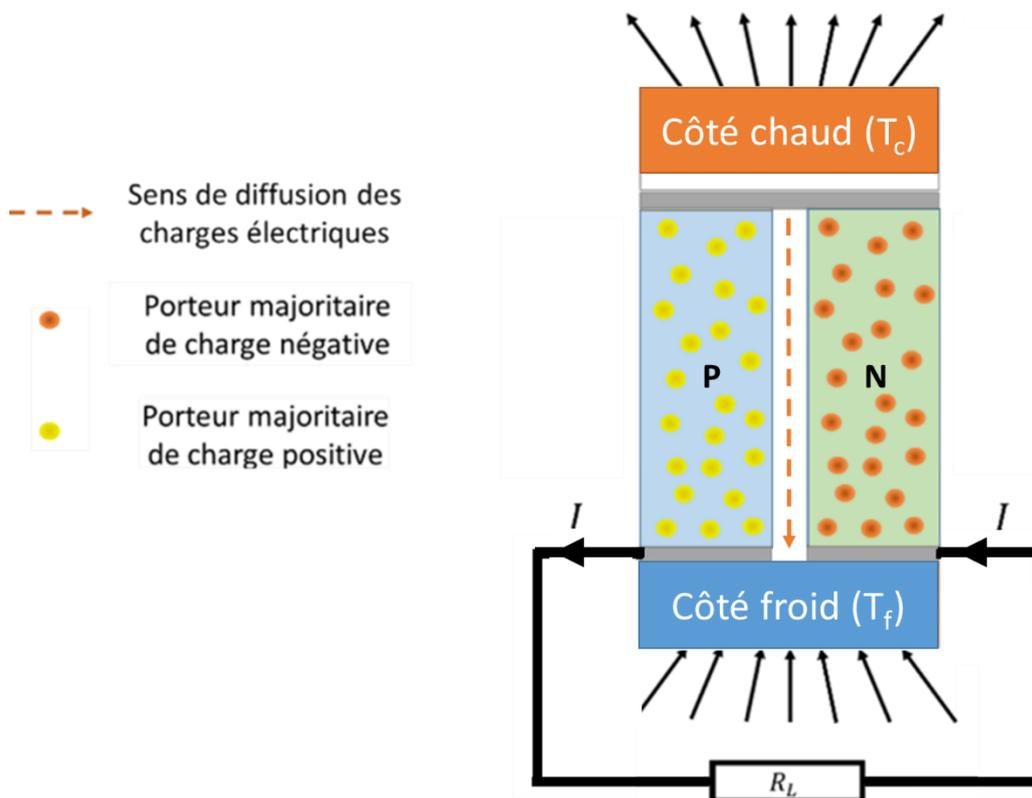 Côté chaud (Tc)
Sens de diffusion des
charges électriques
Porteur majoritaire
de charge négative
Porteur majoritaire
de charge positive
P
N
I
I
Côté froid (Tf)
RL